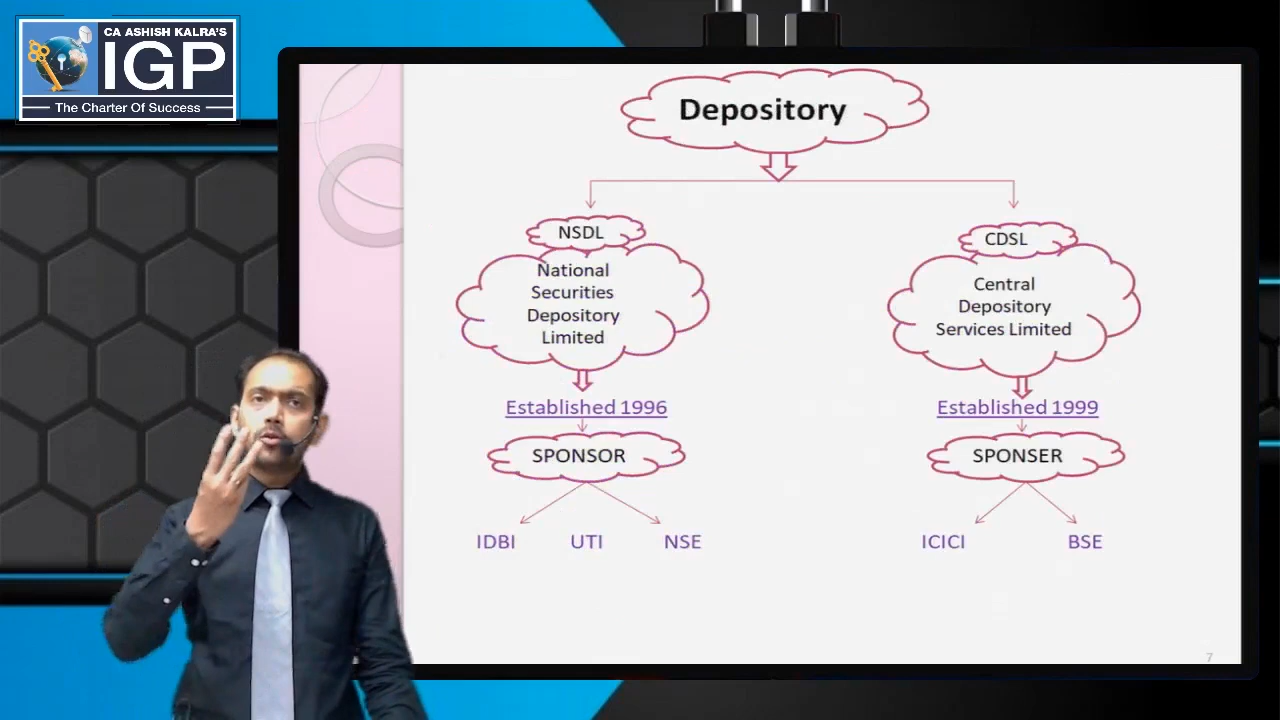 CA ASHISH KALRA'S
IGP
The Charter Of Success
Depository
NSDL
National
Securities
Depository
Limited
Established 1996
SPONSOR
IDBI UTI NSE
CDSL
Central
Depository
Services Limited
Established 1999
SPONSER
ICICI BSE
7